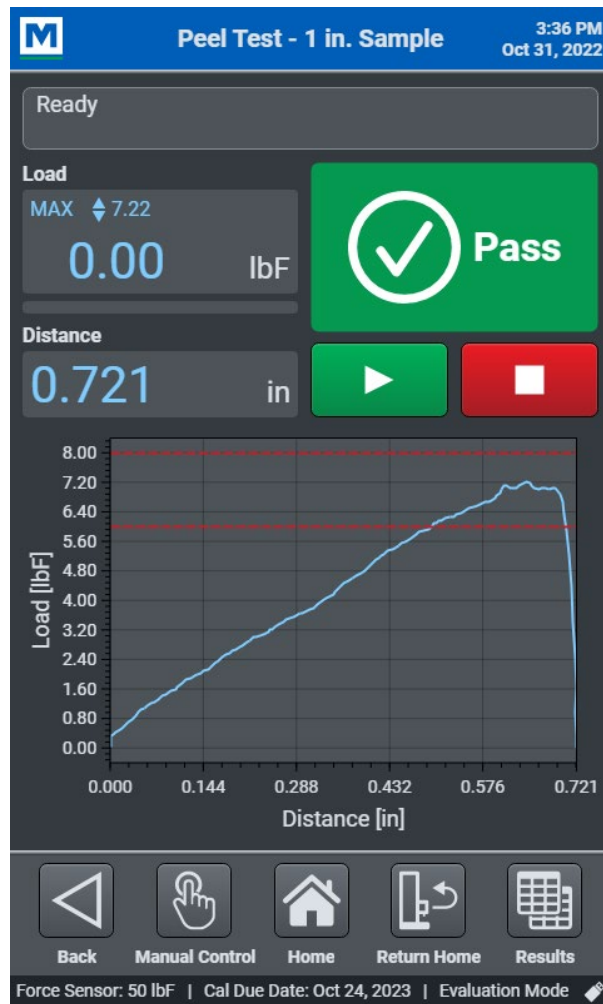 M
Peel Test - 1 in. Sample
3:36 PM
Oct 31, 2022
Ready
Load
MAX 7.22
0.00 lbF
Pass
Distance
0.721 in
8.00
7.20
6.40
5.60
4.80
4.00
3.20
2.40
1.60
0.80
0.00
Load [lbF]
0.000 0.144 0.288 0.432 0.576 0.721
Distance [in]
Back Manual Control Home Return Home Results
Force Sensor: 50 lbF | Cal Due Date: Oct 24, 2023 | Evaluation Mode